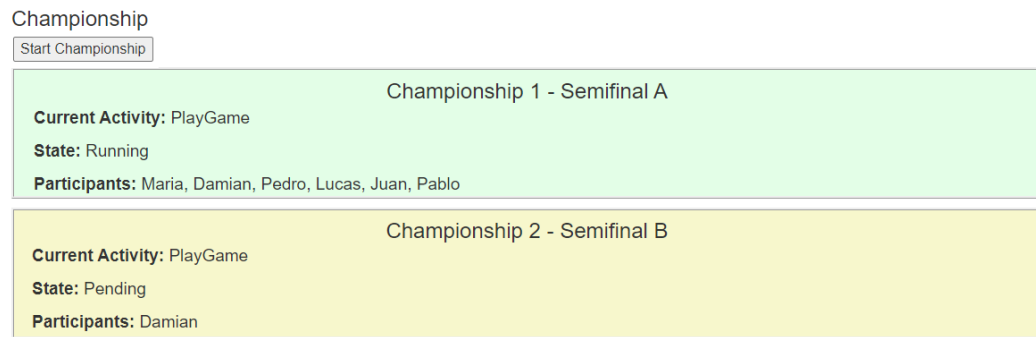 Championship
Start Championship
Championship 1 - Semifinal A
Current Activity: PlayGame
State: Running
Participants: Maria, Damian, Pedro, Lucas, Juan, Pablo
Championship 2 - Semifinal B
Current Activity: PlayGame
State: Pending
Participants: Damian